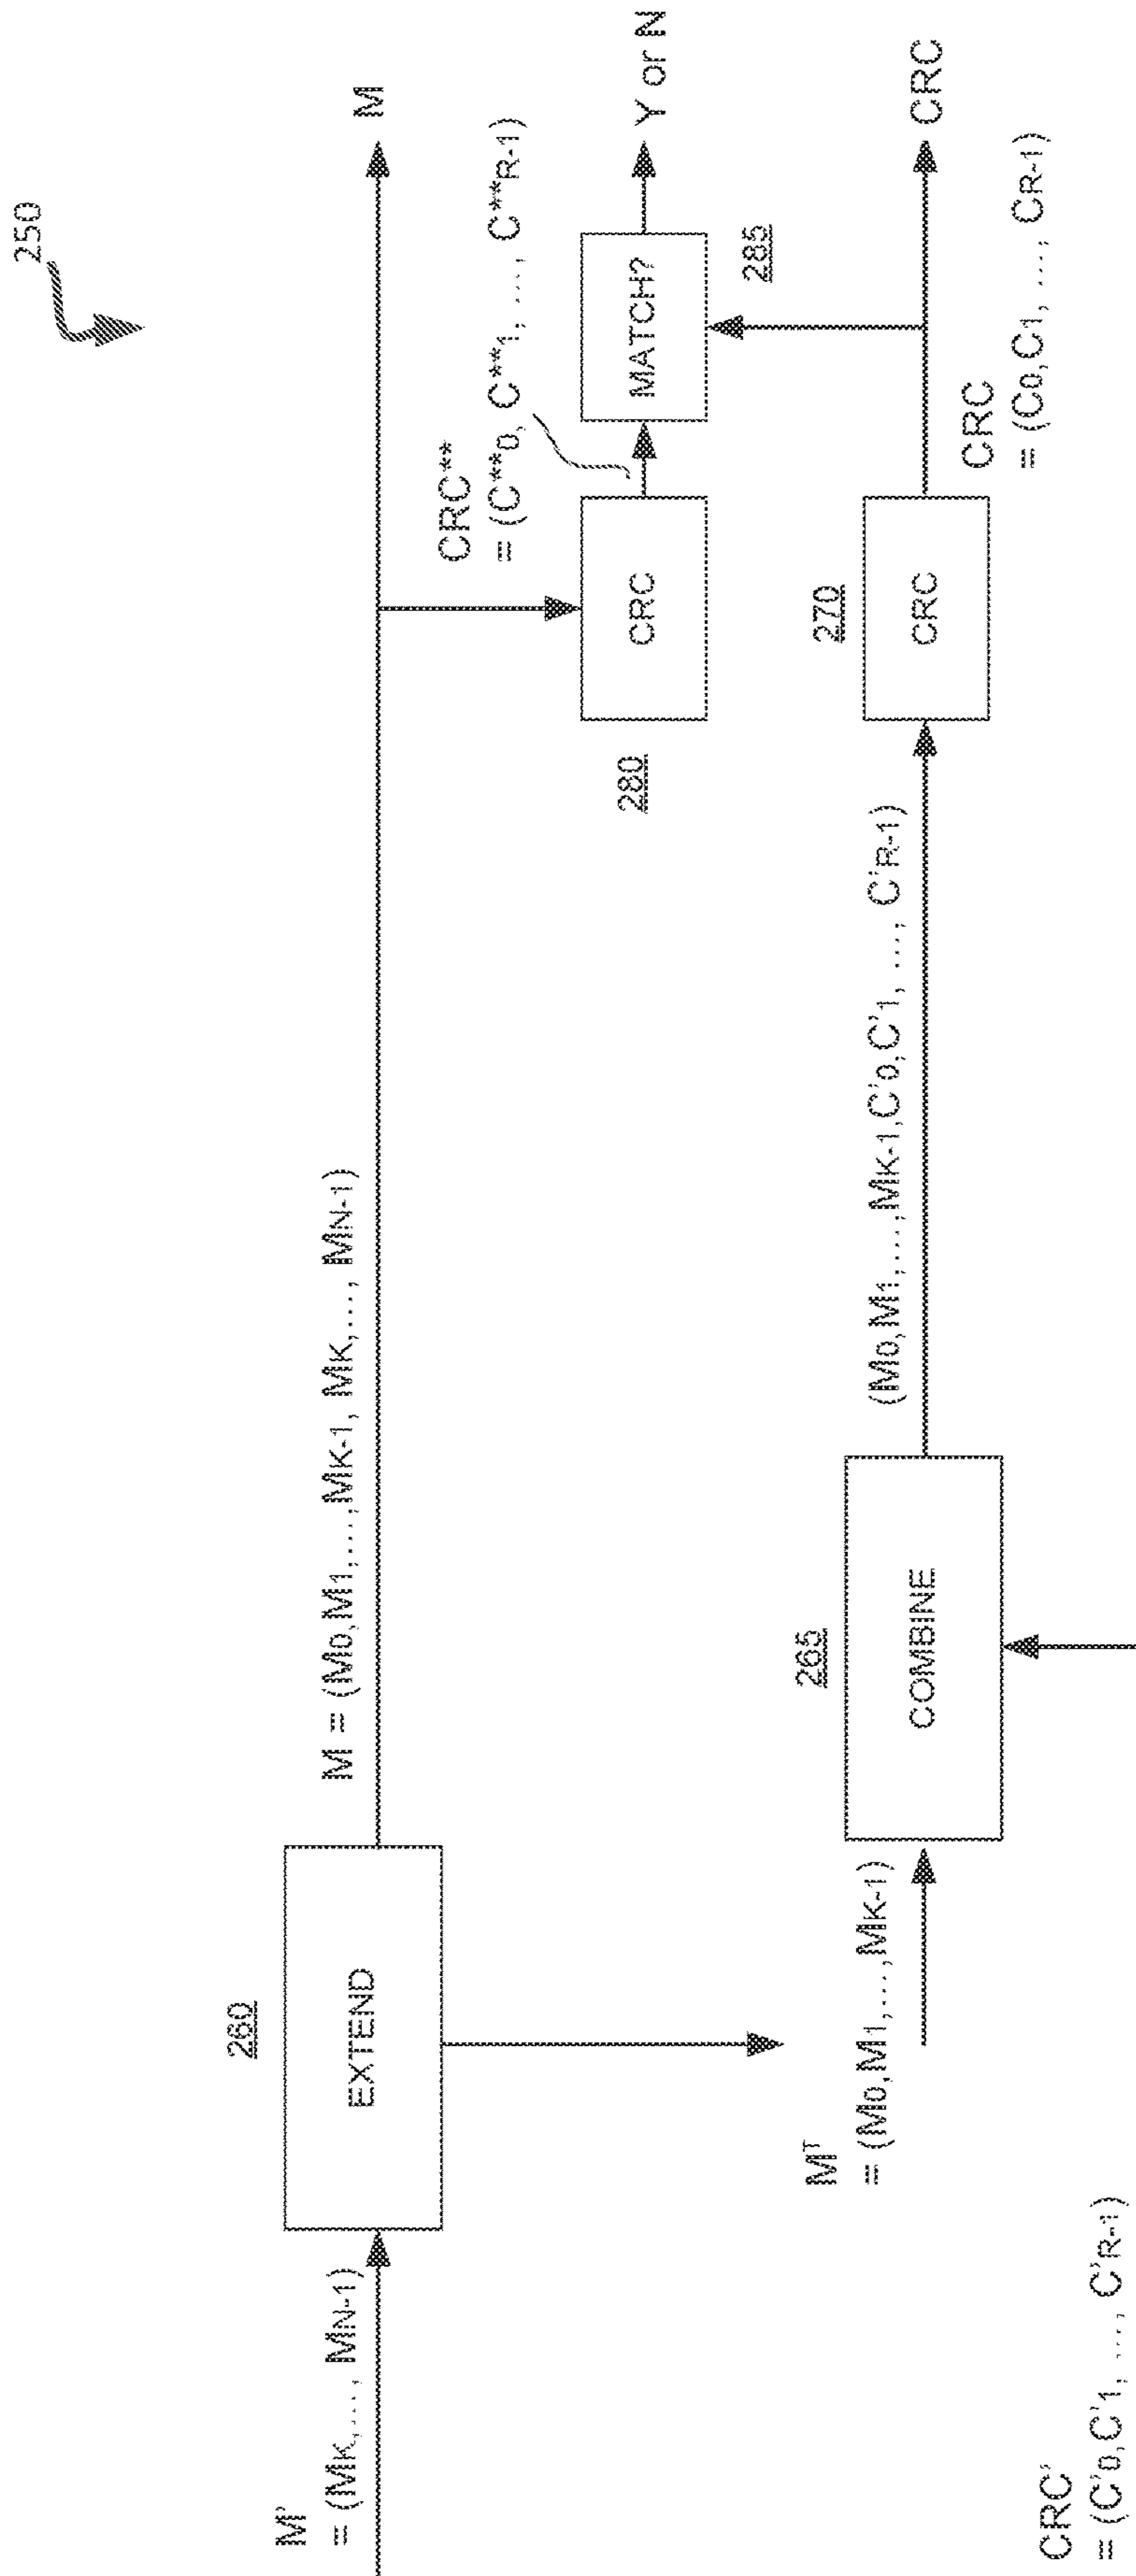 250
M'
= (MK,..., MN-1)
260
EXTEND
M = (M0,M1,...,MK-1, MK,..., MN-1)
M
CRC**
= (C**0, C**1, ..., C**R-1)
280
CRC
MATCH?
285
Y or N
MT
= (M0,M1,...,MK-1)
265
COMBINE
(M0,M1,...,MK-1,C'0,C'1, ..., C'R-1)
270
CRC
CRC
= (C0,C1, ..., CR-1)
CRC
CRC'
= (C'0,C'1, ..., C'R-1)